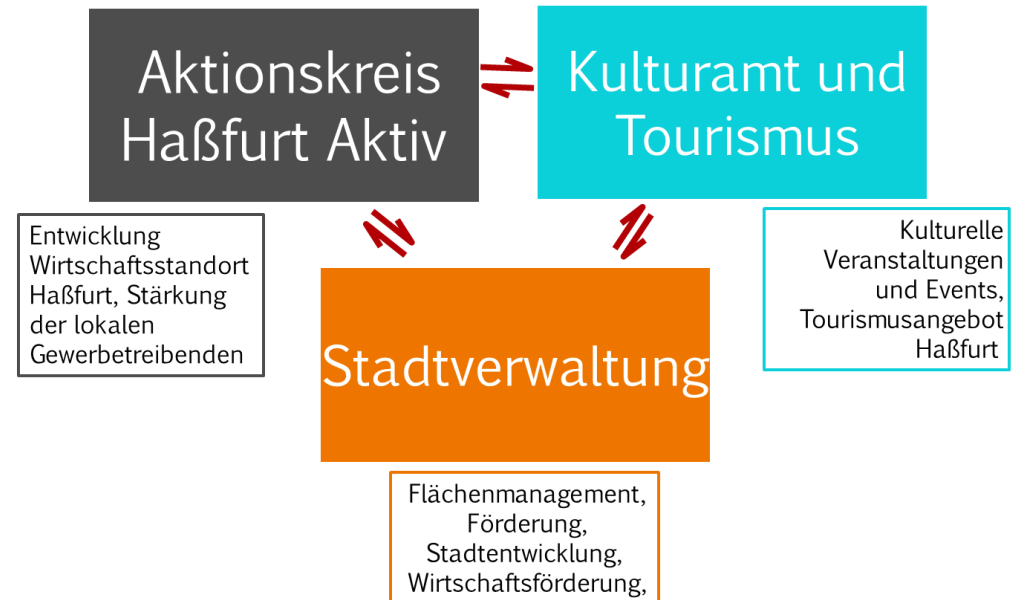 Aktionskreis
Haßfurt Aktiv
Kulturamt und
Tourismus
Entwicklung
Wirtschaftsstandort
Haßfurt, Stärkung
der lokalen
Gewerbetreibenden
Kulturelle
Veranstaltungen
und Events,
Tourismusangebot
Haßfurt
Stadtverwaltung
Flächenmanagement,
Förderung,
Stadtentwicklung,
Wirtschaftsförderung,